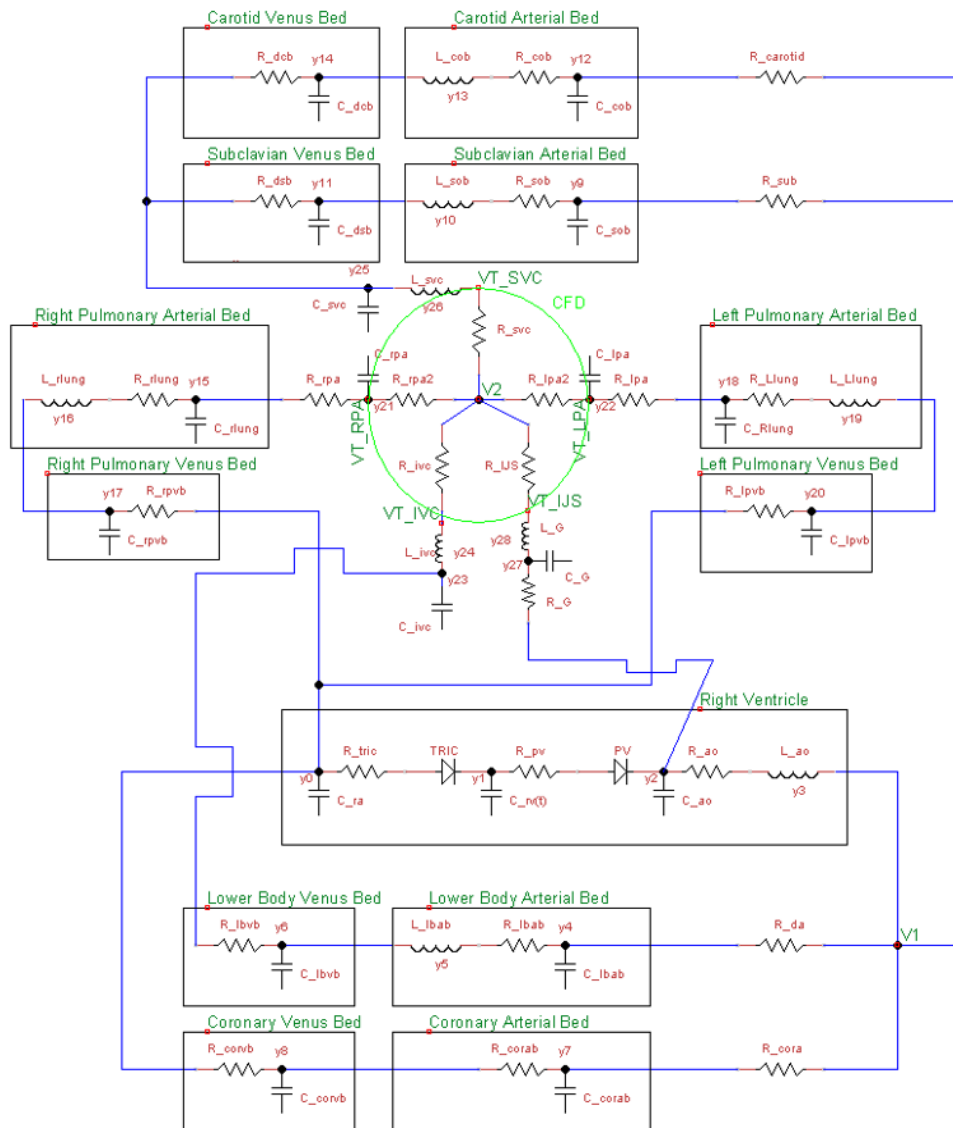 Carotid Venus Bed
Carotid Arterial Bed
R_dcb
y14
L_cob
R_cob
y12
R_carotid
y13
C_dcb
C_cob
Subclavian Venus Bed
Subclavian Arterial Bed
R_dsb
y11
L_sob
R_sob
y9
R_sub
y10
C_dsb
C_sob
y25
L_svc
VT_SVC
C_svc
y26
CFD
Right Pulmonary Arterial Bed
Left Pulmonary Arterial Bed
R_svc
C_rpa
C_lpa
L_rlung
R_rlung
y15
R_rpa
R_rpa2
V2
R_lpa2
R_lpa
y18
R_Llung
L_Llung
y16
y21
y22
y19
C_rlung
VT_RPA
VT_LPA
C_Rlung
Right Pulmonary Venus Bed
R_ivc
R_IJS
Left Pulmonary Venus Bed
y17
R_rpvb
R_lpvb
y20
VT_IVC
VT_IJS
C_rpvb
L_G
C_lpvb
L_ivc
y24
y28
y23
y27
C_G
R_G
C_ivc
Right Ventricle
R_tric
TRIC
R_pv
PV
R_ao
L_ao
y0
y1
y2
y3
C_ra
C_rv(t)
C_ao
Lower Body Venus Bed
Lower Body Arterial Bed
R_lbvb
y6
L_lbab
R_lbab
y4
R_da
V1
y5
C_lbvb
C_lbab
Coronary Venus Bed
Coronary Arterial Bed
R_corvb
y8
R_corab
y7
R_cora
C_corvb
C_corab